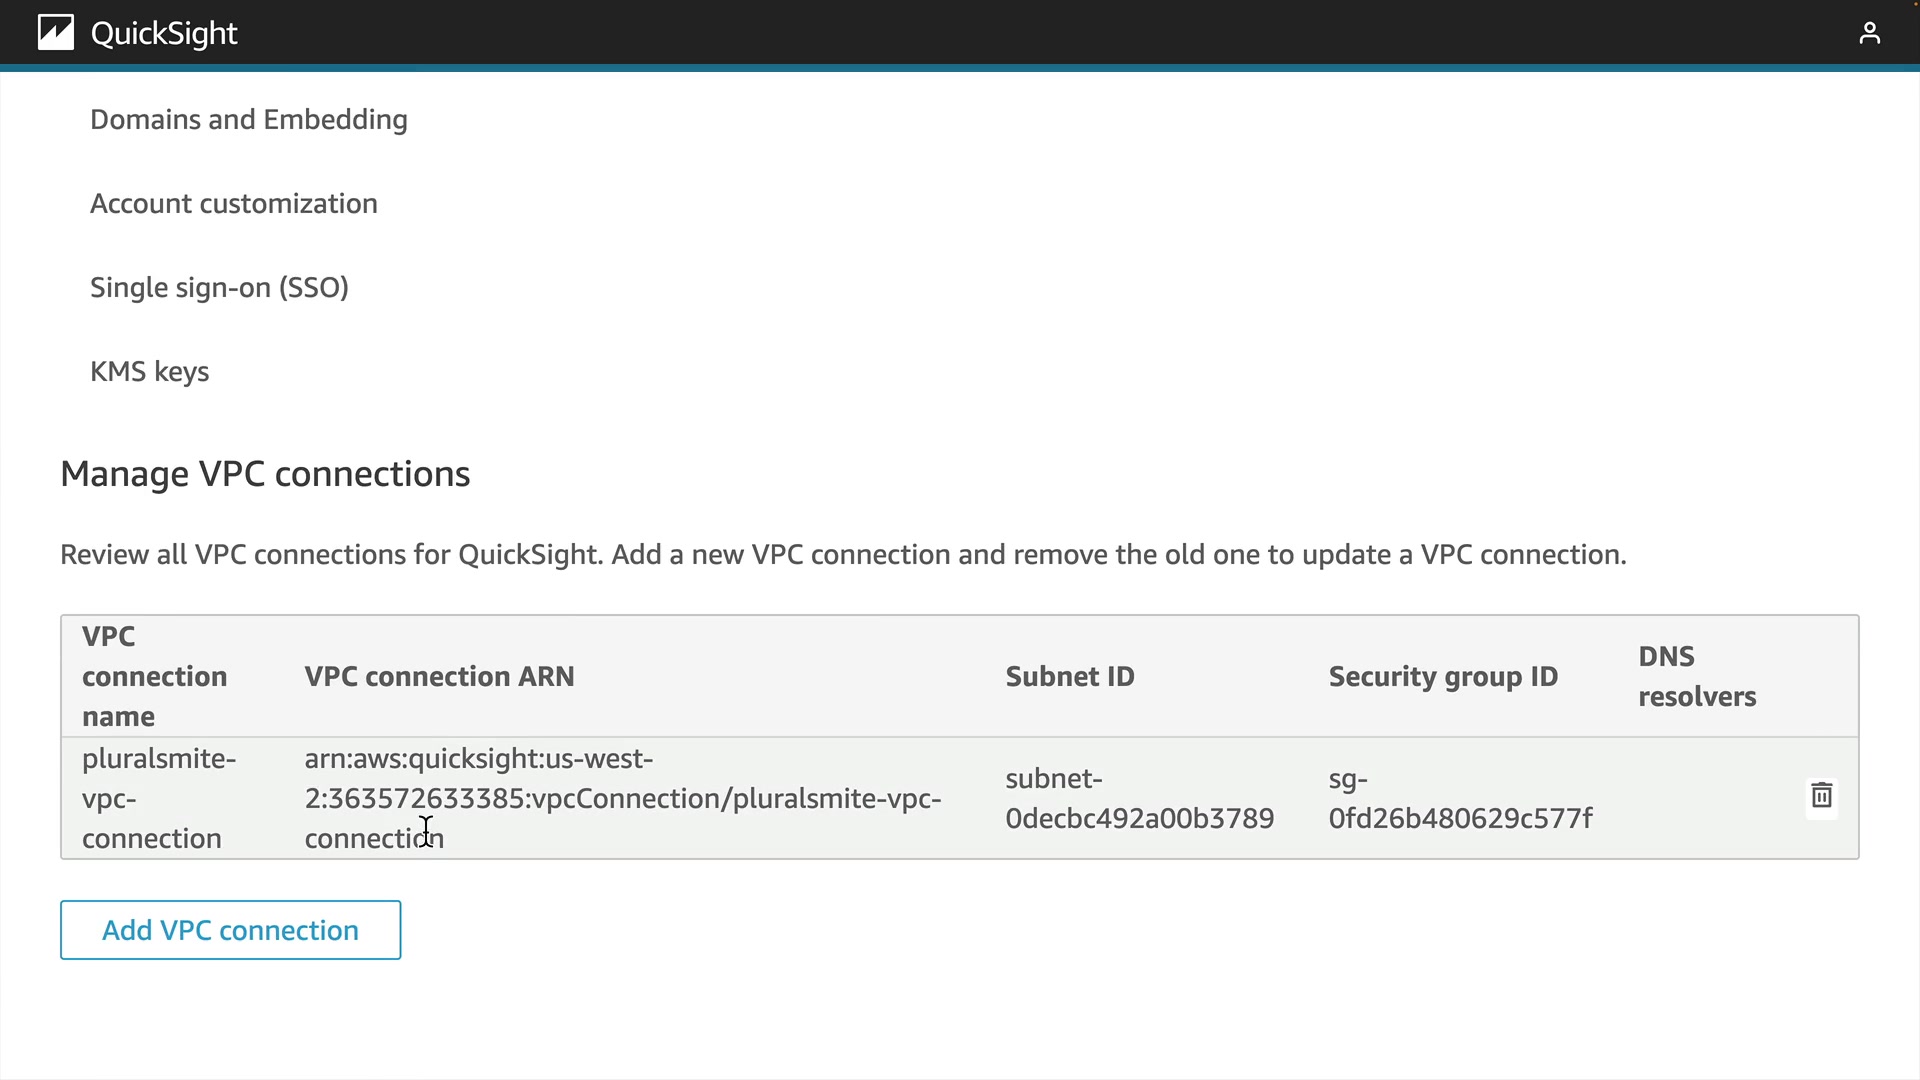 QuickSight
Domains and Embedding
Account customization
Single sign-on (SSO)
KMS keys
Manage VPC connections
Review all VPC connections for QuickSight. Add a new VPC connection and remove the old one to update a VPC connection.
VPC
connection
name
VPC connection ARN
Subnet ID
Security group ID
DNS
resolvers
pluralsmite-
vpc-
connection
arn:aws:quicksight:us-west-
2:363572633385:vpcConnection/pluralsmite-vpc-
connection
subnet-
0decbc492a00b3789
sg-
0fd26b480629c577f
Add VPC connection